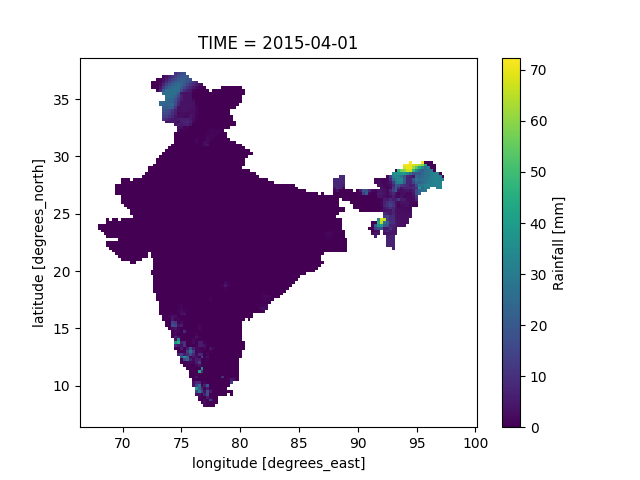 TIME = 2015-04-01
latitude [degrees_north]
35
30
25
20
15
10
70 75 80 85 90 95 100
longitude [degrees_east]
70
60
50
40
30
20
10
0
Rainfall [mm]